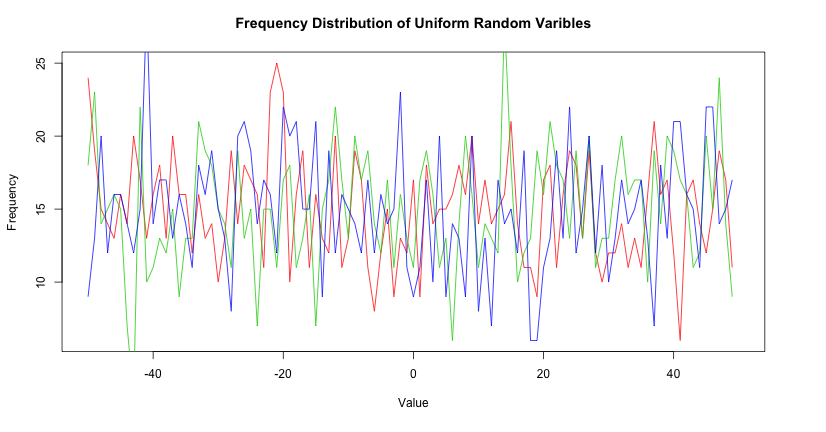 Frequency Distribution of Uniform Random Varibles
25
20
15
10
Frequency
-40 -20 0 20 40
Value